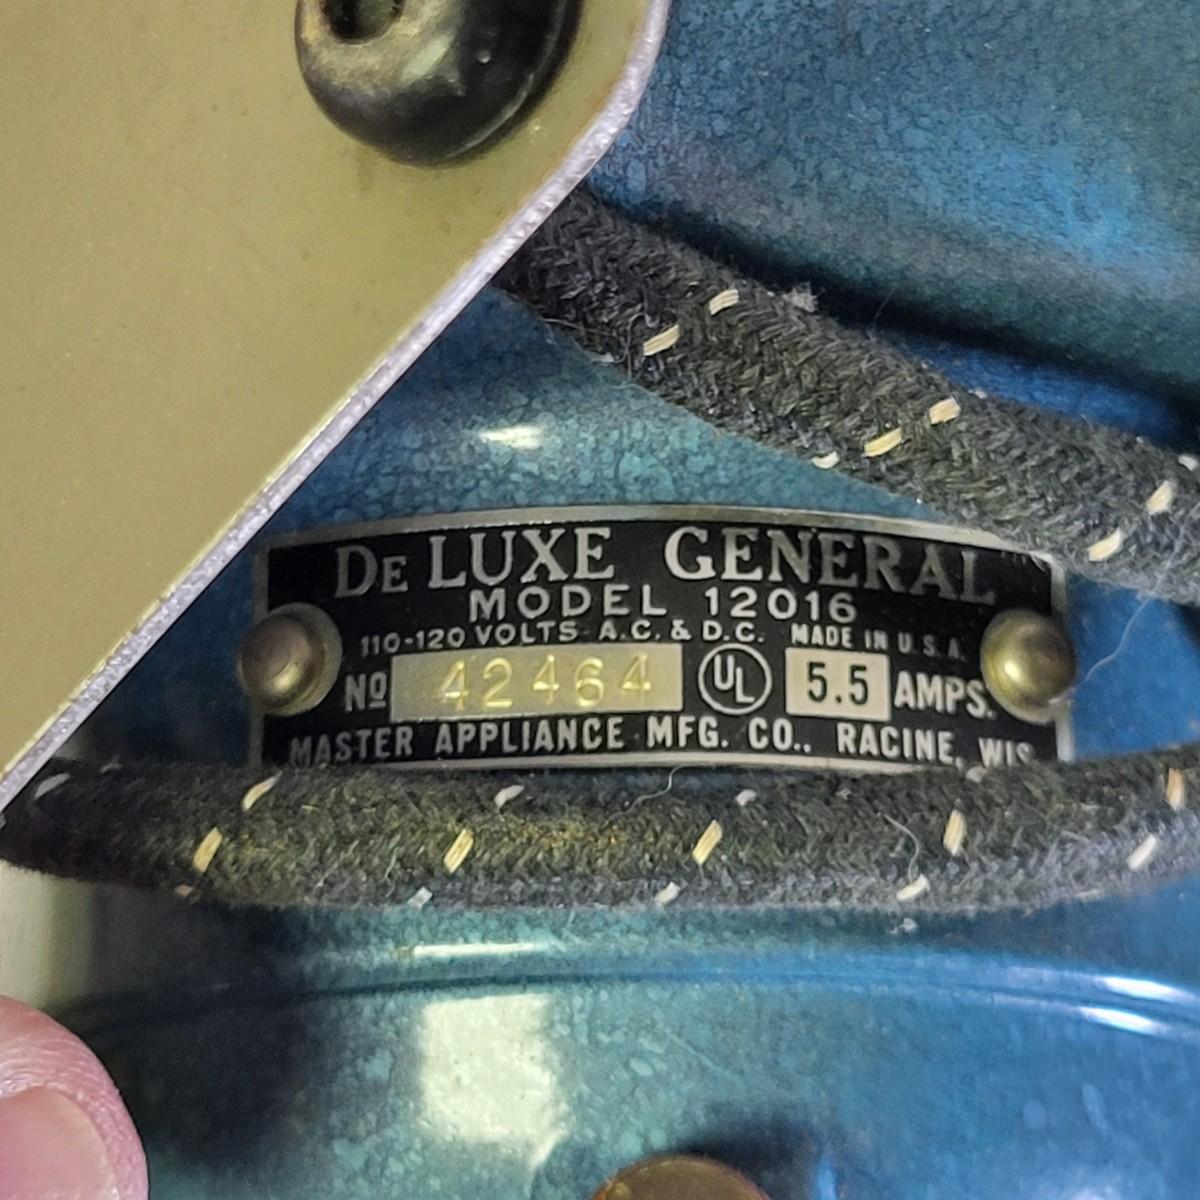 DE LUXE GENERAL
MODEL 12016
110-120 VOLTS A.C. & D.C. MADE IN U.S.A.
NO 42464 UL 5.5 AMPS.
MASTER APPLIANCE MFG. CO., RACINE, WIS.